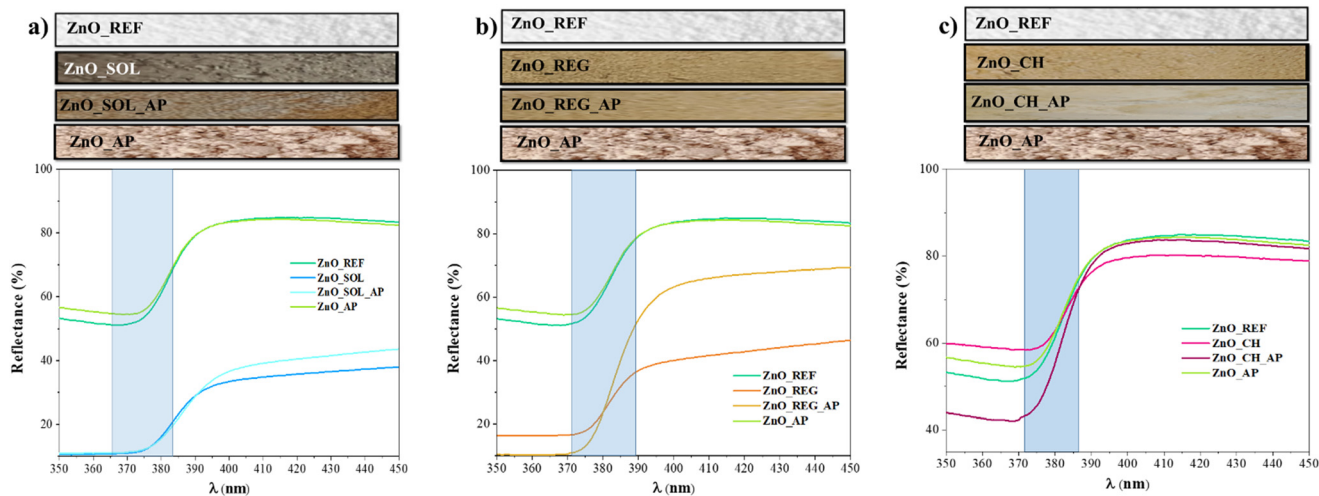 a)
ZnO_REF
ZnO_SOL
ZnO_SOL_AP
ZnO_AP
100
80
60
40
20
Reflectance (%)
ZnO_REF
ZnO_SOL
ZnO_SOL_AP
ZnO_AP
350 360 370 380 390 400 410 420 430 440 450
λ (nm)
b)
ZnO_REF
ZnO_REG
ZnO_REG_AP
ZnO_AP
100
80
60
40
20
Reflectance (%)
ZnO_REF
ZnO_REG
ZnO_REG_AP
ZnO_AP
350 360 370 380 390 400 410 420 430 440 450
λ (nm)
c)
ZnO_REF
ZnO_CH
ZnO_CH_AP
ZnO_AP
100
80
60
40
Reflectance (%)
ZnO_REF
ZnO_CH
ZnO_CH_AP
ZnO_AP
350 360 370 380 390 400 410 420 430 440 450
λ (nm)